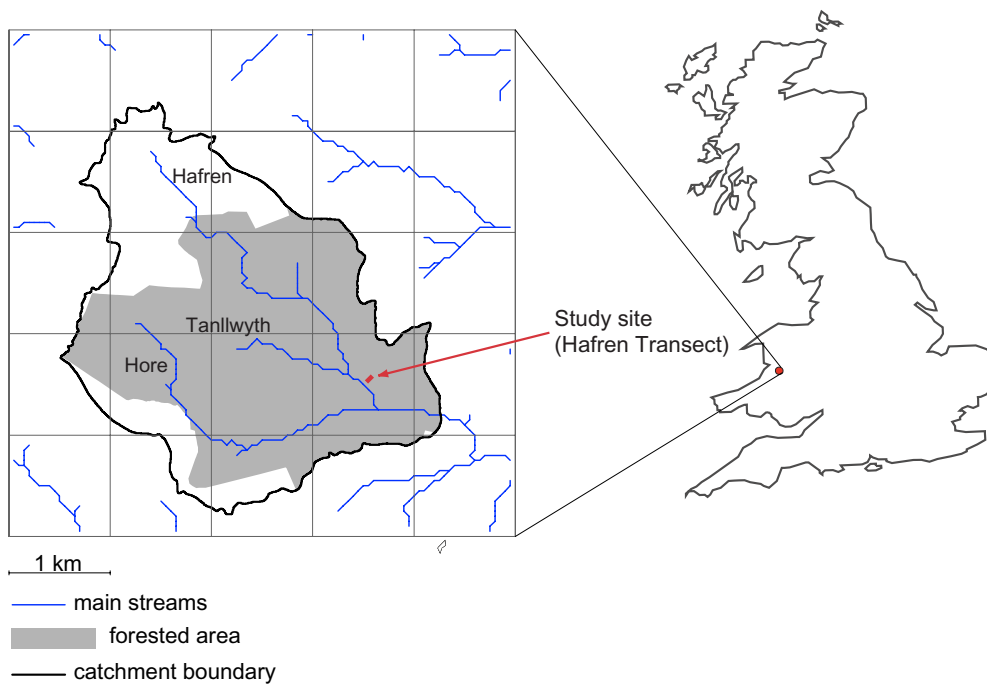 Hafren
Tanllwyth
Hore
Study site
(Hafren Transect)
1 km
main streams
forested area
catchment boundary